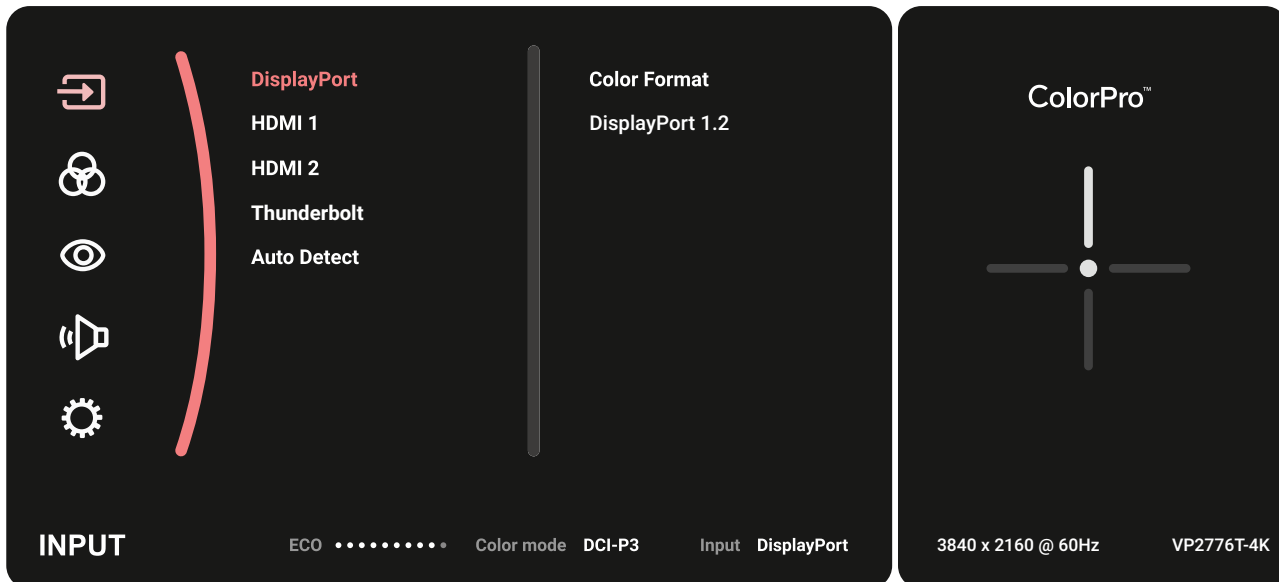 DisplayPort
HDMI 1
HDMI 2
Thunderbolt
Auto Detect
Color Format
DisplayPort 1.2
INPUT
ECO
Color mode DCI-P3
Input DisplayPort
ColorPro™
3840 x 2160 @ 60Hz
VP2776T-4K